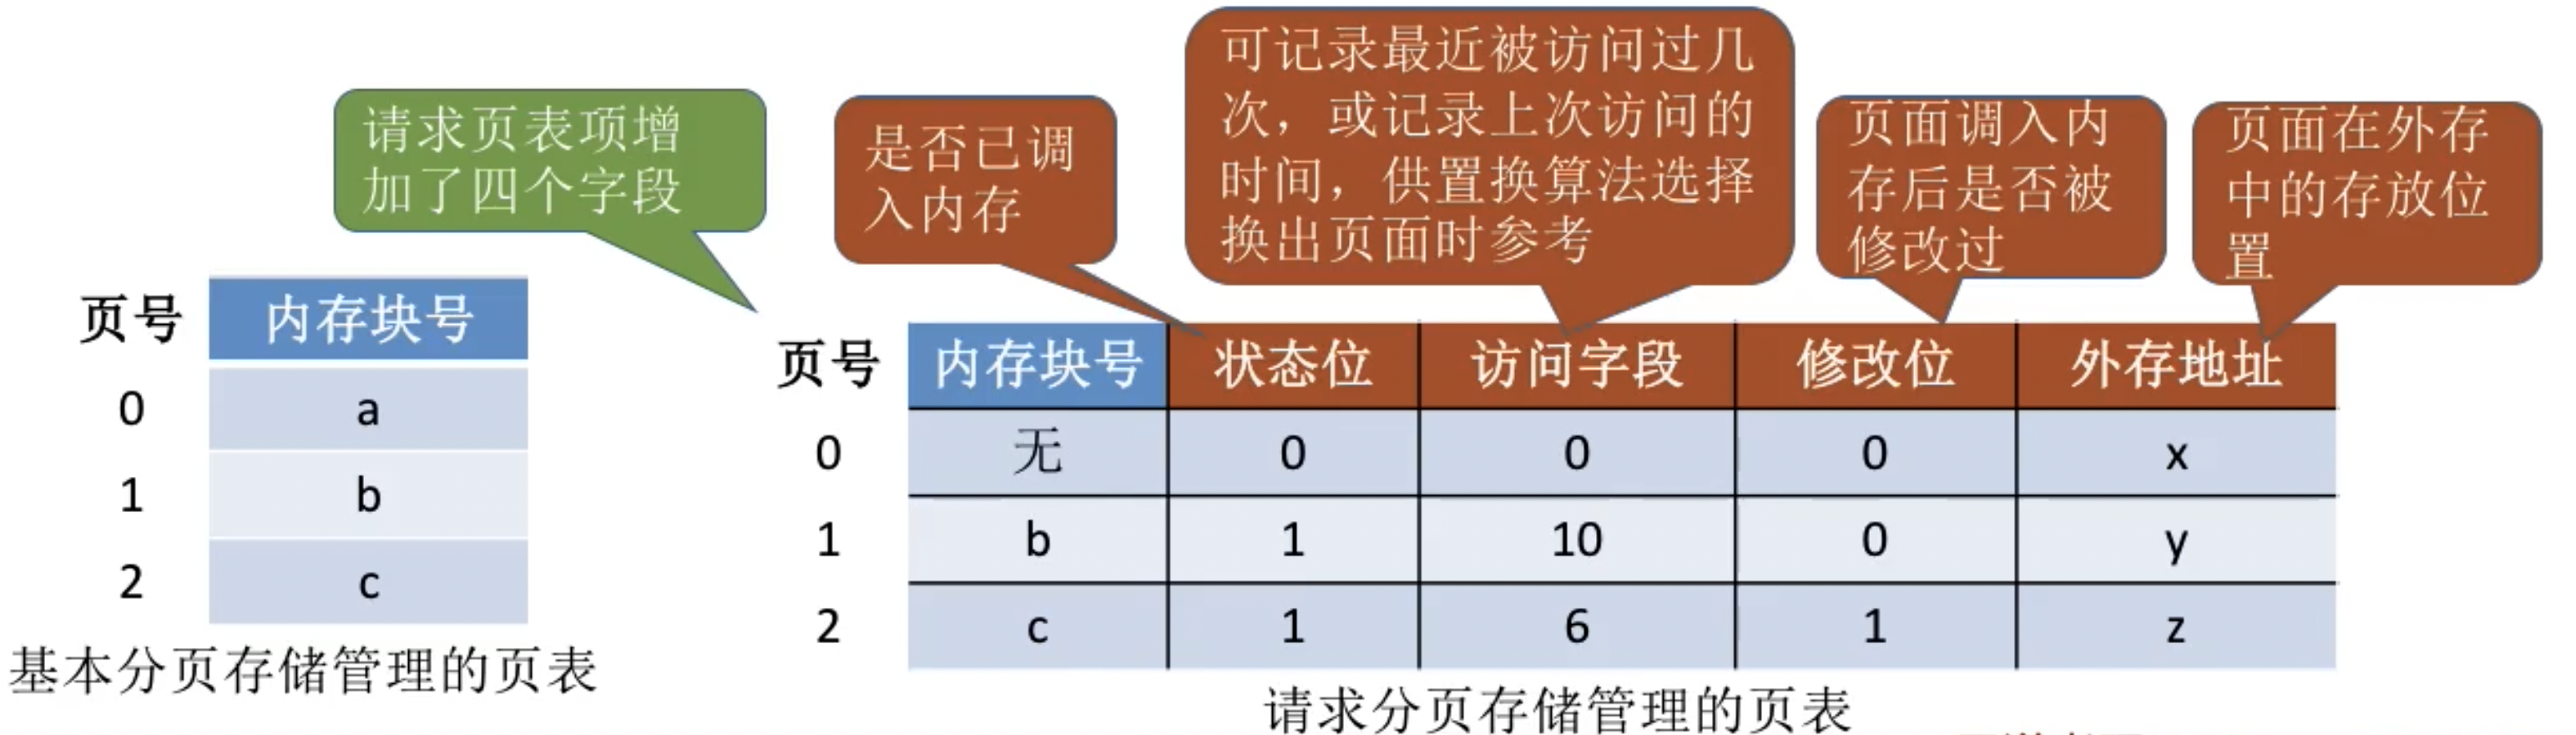 请求页表项增
加了四个字段
是否已调
入内存
可记录最近被访问过几
次，或记录上次访问的
时间，供置换算法选择
换出页面时参考
页面调入内
存后是否被
修改过
页面在外存
中的存放位
置
页号 内存块号
0 a
1 b
2 c
基本分页存储管理的页表
页号 内存块号 状态位 访问字段 修改位 外存地址
0 无 0 0 0 x
1 b 1 10 0 y
2 c 1 6 1 z
请求分页存储管理的页表